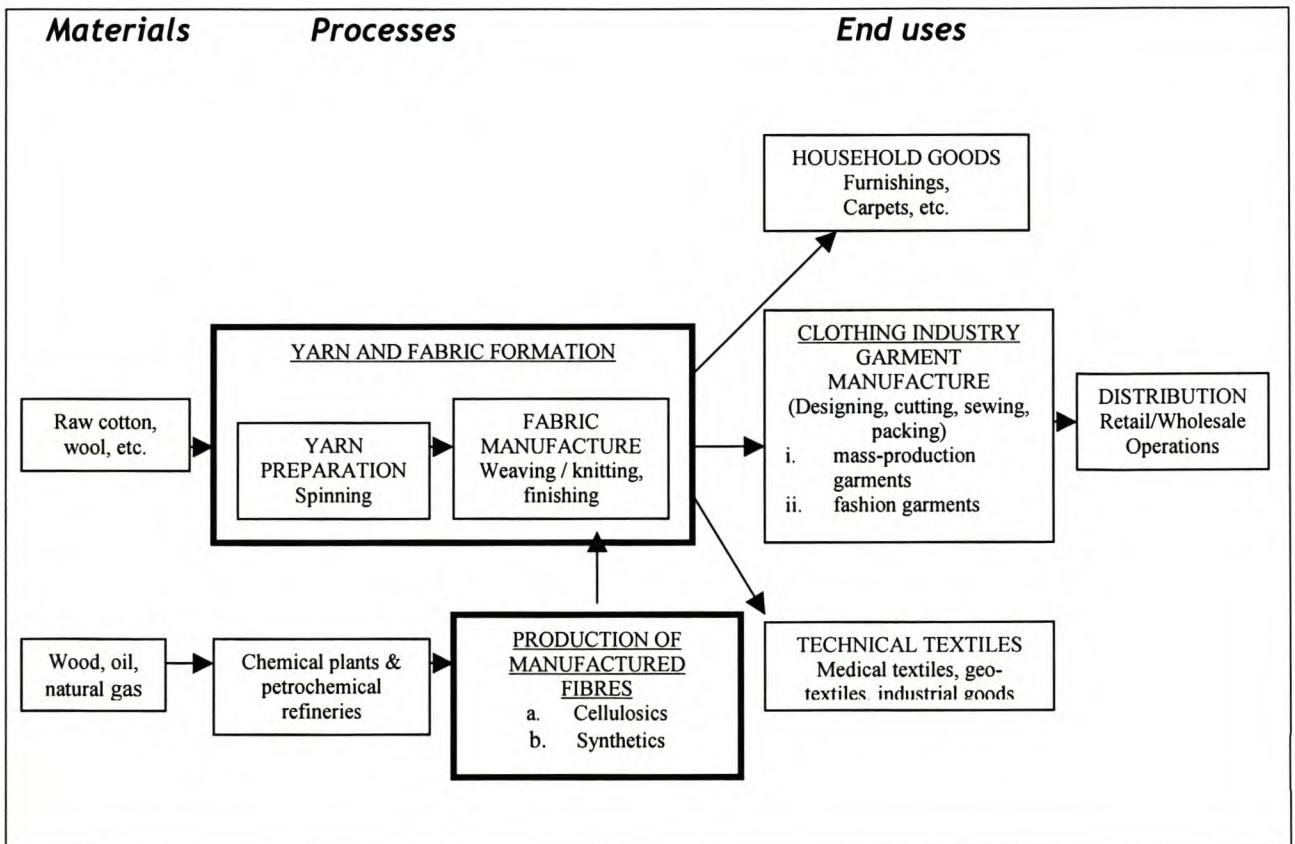 Materials
Processes
End uses
HOUSEHOLD GOODS
Furnishings,
Carpets, etc.
YARN AND FABRIC FORMATION
Raw cotton,
wool, etc.
YARN
PREPARATION
Spinning
FABRIC
MANUFACTURE
Weaving / knitting,
finishing
CLOTHING INDUSTRY
GARMENT
MANUFACTURE
(Designing, cutting, sewing,
packing)
i. mass-production
garments
ii. fashion garments
DISTRIBUTION
Retail/Wholesale
Operations
Wood, oil,
natural gas
Chemical plants &
petrochemical
refineries
PRODUCTION OF
MANUFACTURED
FIBRES
a. Cellulosics
b. Synthetics
TECHNICAL TEXTILES
Medical textiles, geo-
textiles, industrial goods